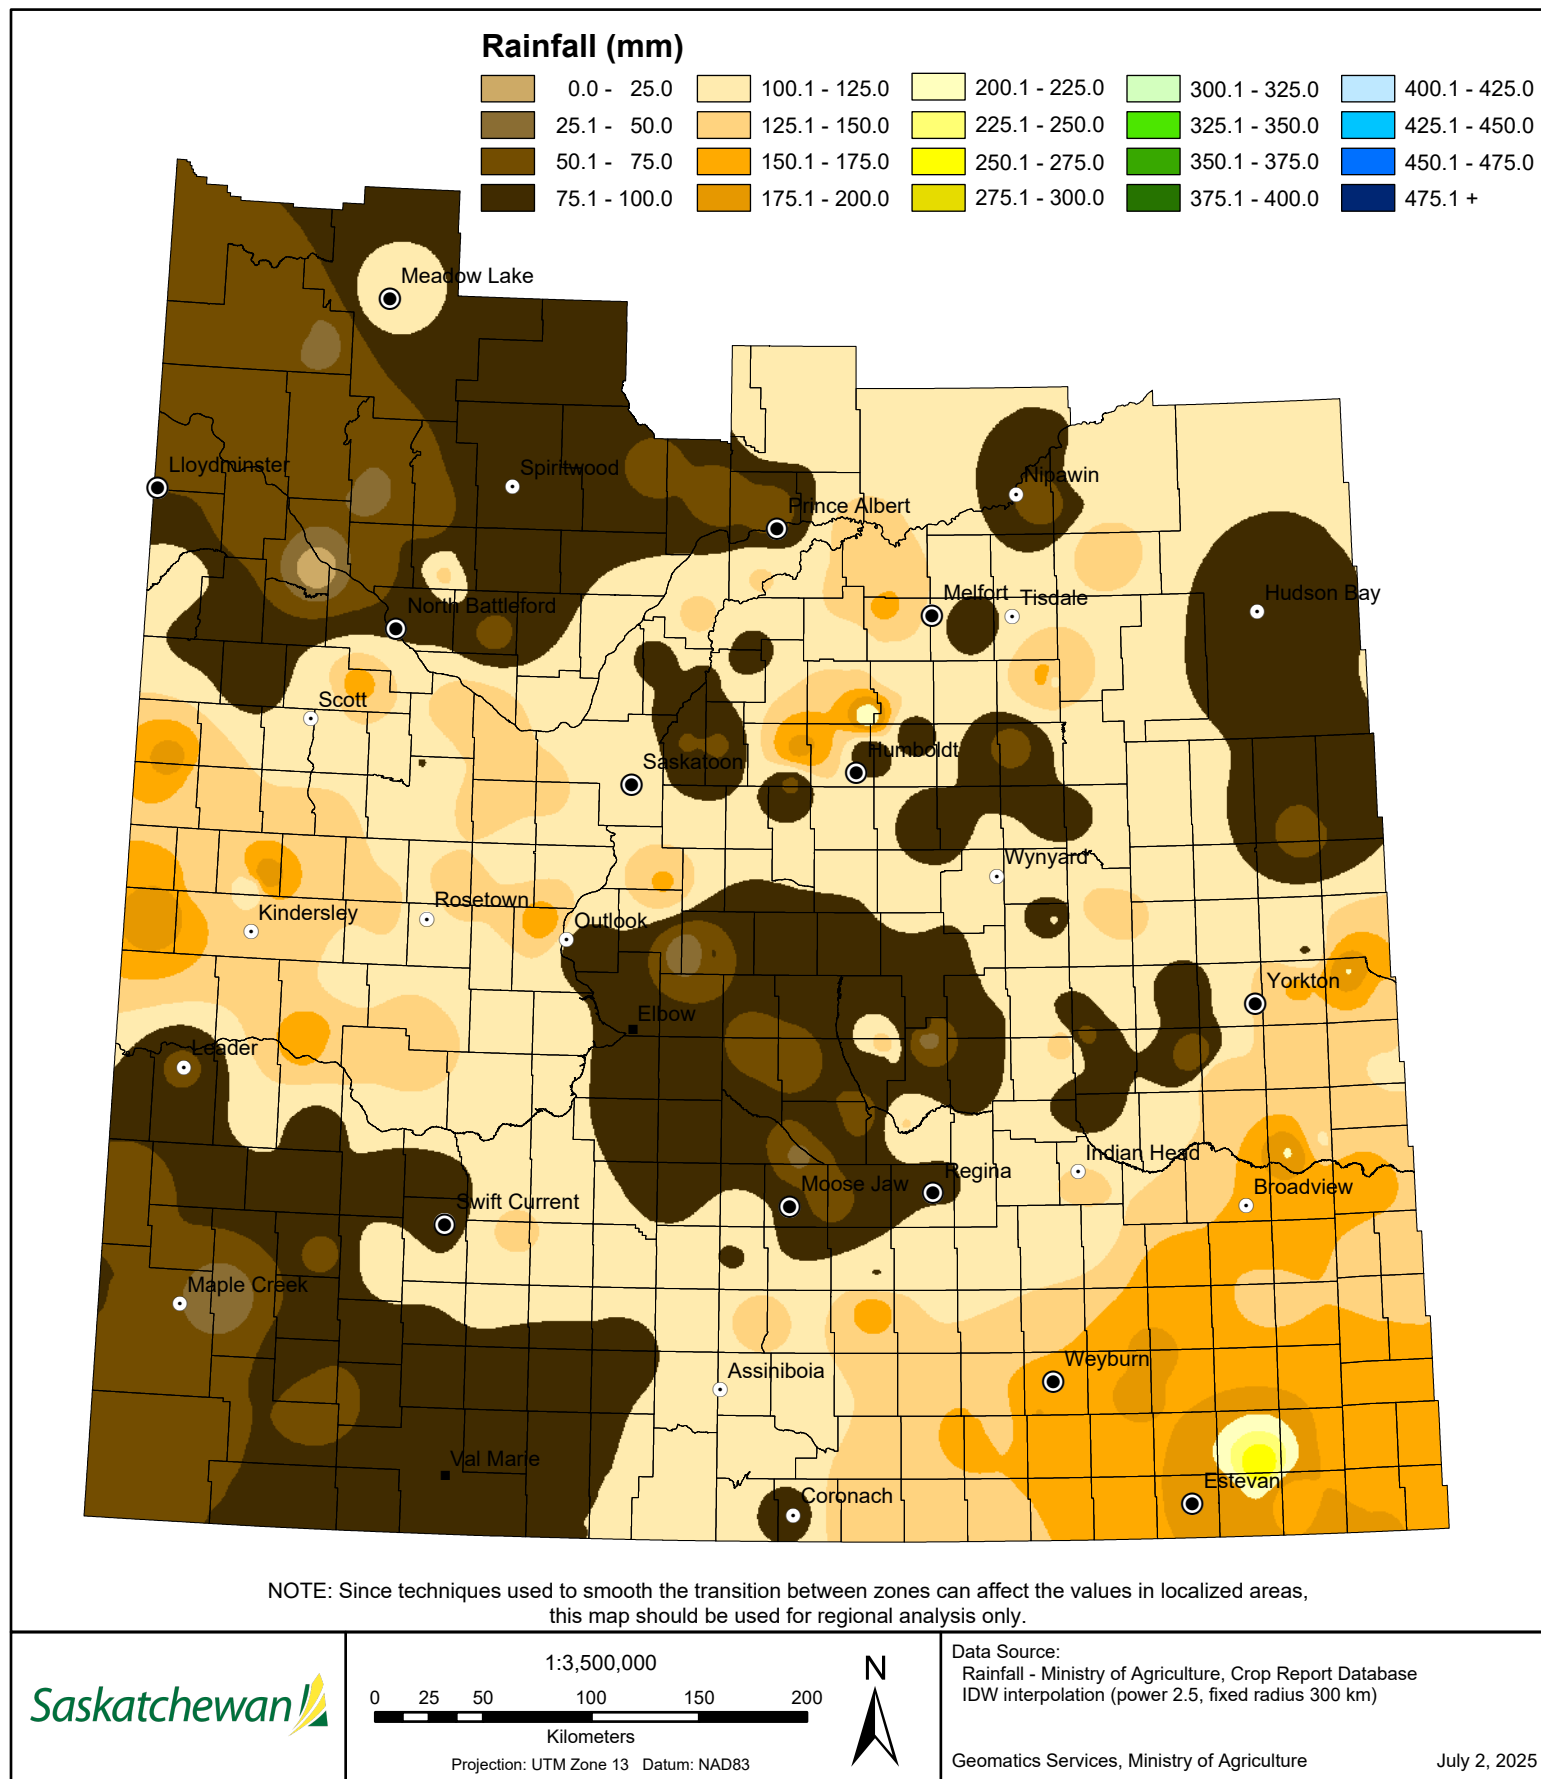 Rainfall (mm)
0.0 - 25.0
25.1 - 50.0
50.1 - 75.0
75.1 - 100.0
100.1 - 125.0
125.1 - 150.0
150.1 - 175.0
175.1 - 200.0
200.1 - 225.0
225.1 - 250.0
250.1 - 275.0
275.1 - 300.0
300.1 - 325.0
325.1 - 350.0
350.1 - 375.0
375.1 - 400.0
400.1 - 425.0
425.1 - 450.0
450.1 - 475.0
475.1 +
Meadow Lake
Lloydminster
Spiritwood
Nipawin
Prince Albert
Hudson Bay
Melfort
Tisdale
North Battleford
Scott
Humboldt
Saskatoon
Wynyard
Rosetown
Kindersley
Outlook
Yorkton
Elbow
Leader
Indian Head
Regina
Moose Jaw
Broadview
Swift Current
Maple Creek
Weyburn
Assiniboia
Val Marie
Estevan
Coronach
NOTE: Since techniques used to smooth the transition between zones can affect the values in localized areas,
this map should be used for regional analysis only.
Saskatchewan
1:3,500,000
0 25 50 100 150 200
Kilometers
Projection: UTM Zone 13 Datum: NAD83
N
Data Source:
Rainfall - Ministry of Agriculture, Crop Report Database
IDW interpolation (power 2.5, fixed radius 300 km)
Geomatics Services, Ministry of Agriculture July 2, 2025